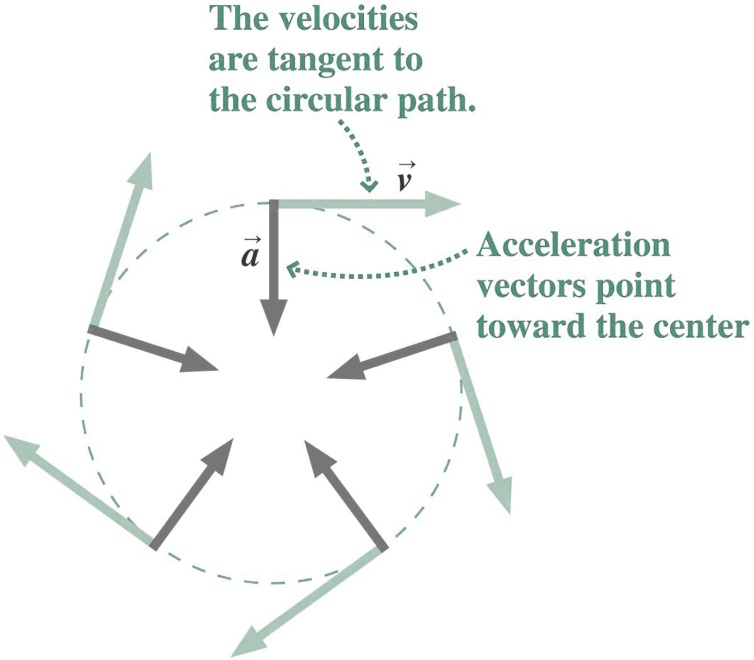 The velocities
are tangent to
the circular path.
v⃗
a⃗
Acceleration
vectors point
toward the center